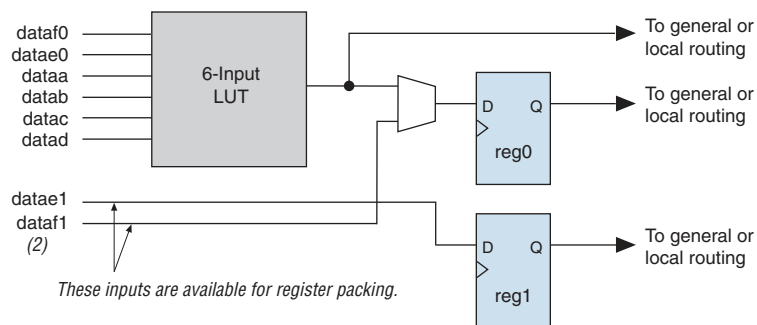 dataf0
datae0
dataa
datab
datac
datad
6-Input
LUT
To general or
local routing
D Q
reg0
To general or
local routing
datae1
dataf1
(2)
These inputs are available for register packing.
D Q
reg1
To general or
local routing